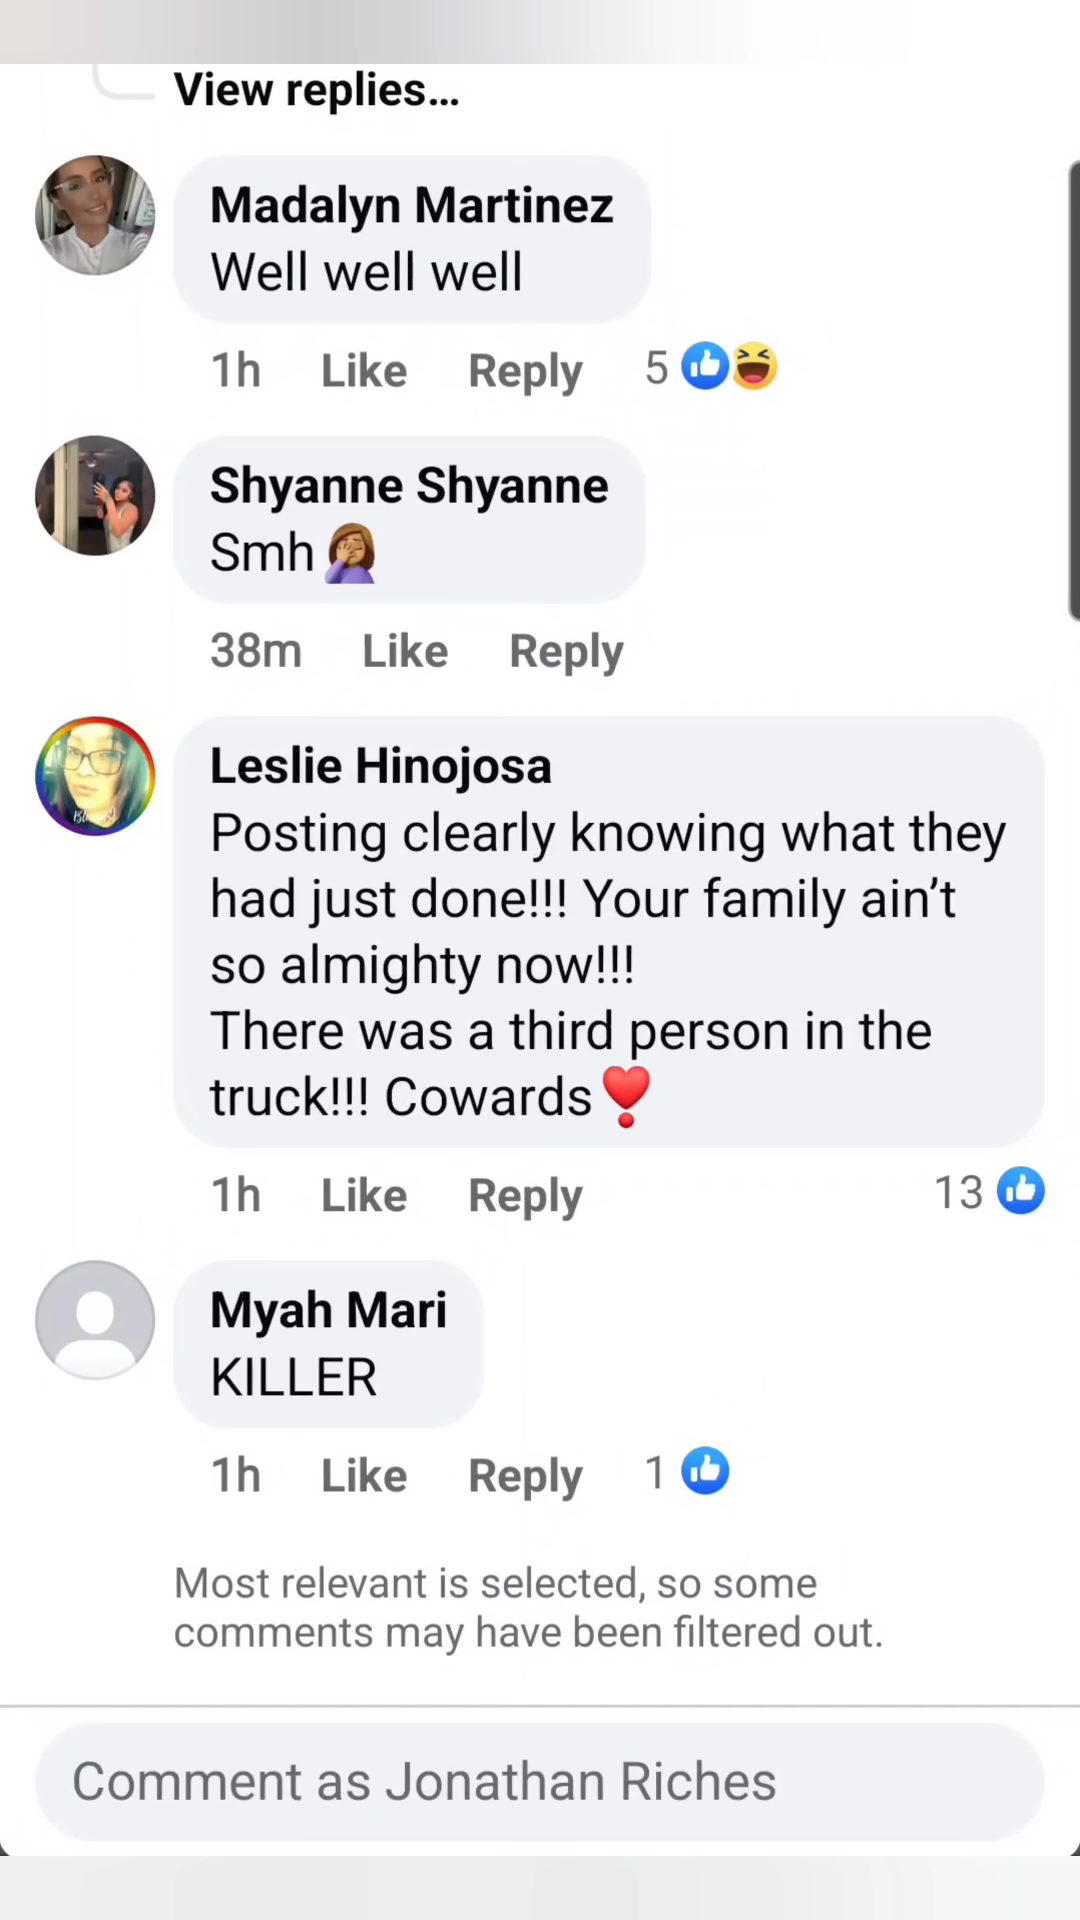 View replies...
Madalyn Martinez
Well well well
1h Like Reply 5
Shyanne Shyanne
Smh🤦🏽‍♀️
38m Like Reply
Leslie Hinojosa
Posting clearly knowing what they
had just done!!! Your family ain’t
so almighty now!!!
There was a third person in the
truck!!! Cowards❣️
1h Like Reply 13
Myah Mari
KILLER
1h Like Reply 1
Most relevant is selected, so some
comments may have been filtered out.
Comment as Jonathan Riches